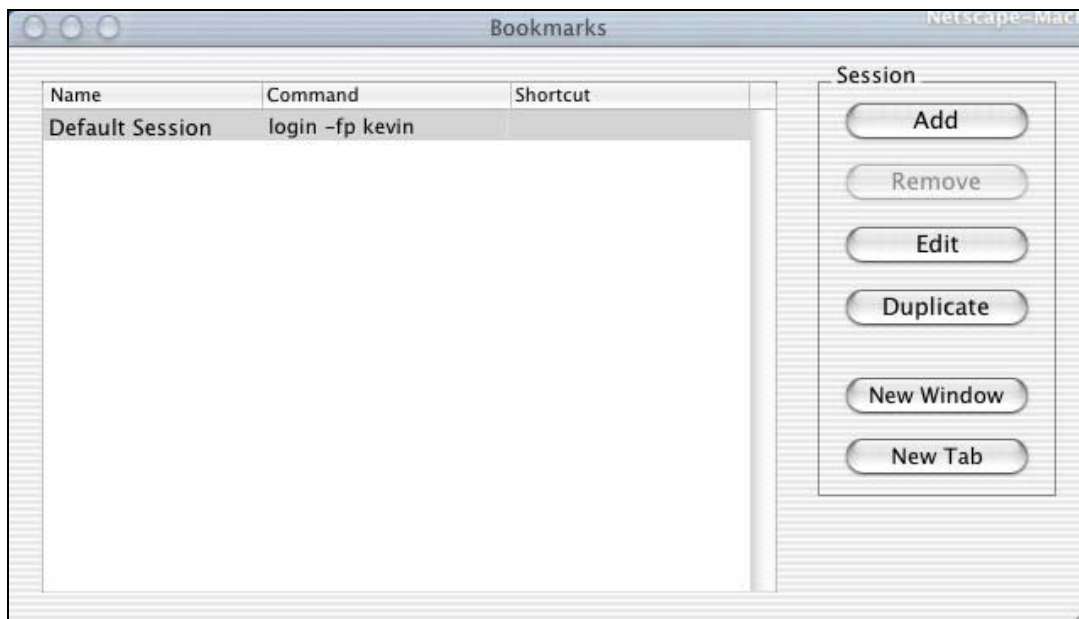 Bookmarks
Name Command Shortcut
Default Session login -fp kevin
Session
Add
Remove
Edit
Duplicate
New Window
New Tab